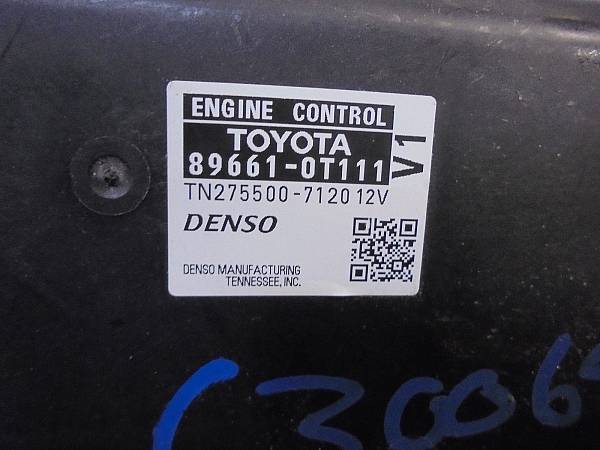 ENGINE CONTROL
TOYOTA
89661-0T111
V1
TN275500-7120 12V
DENSO
DENSO MANUFACTURING
TENNESSEE, INC.